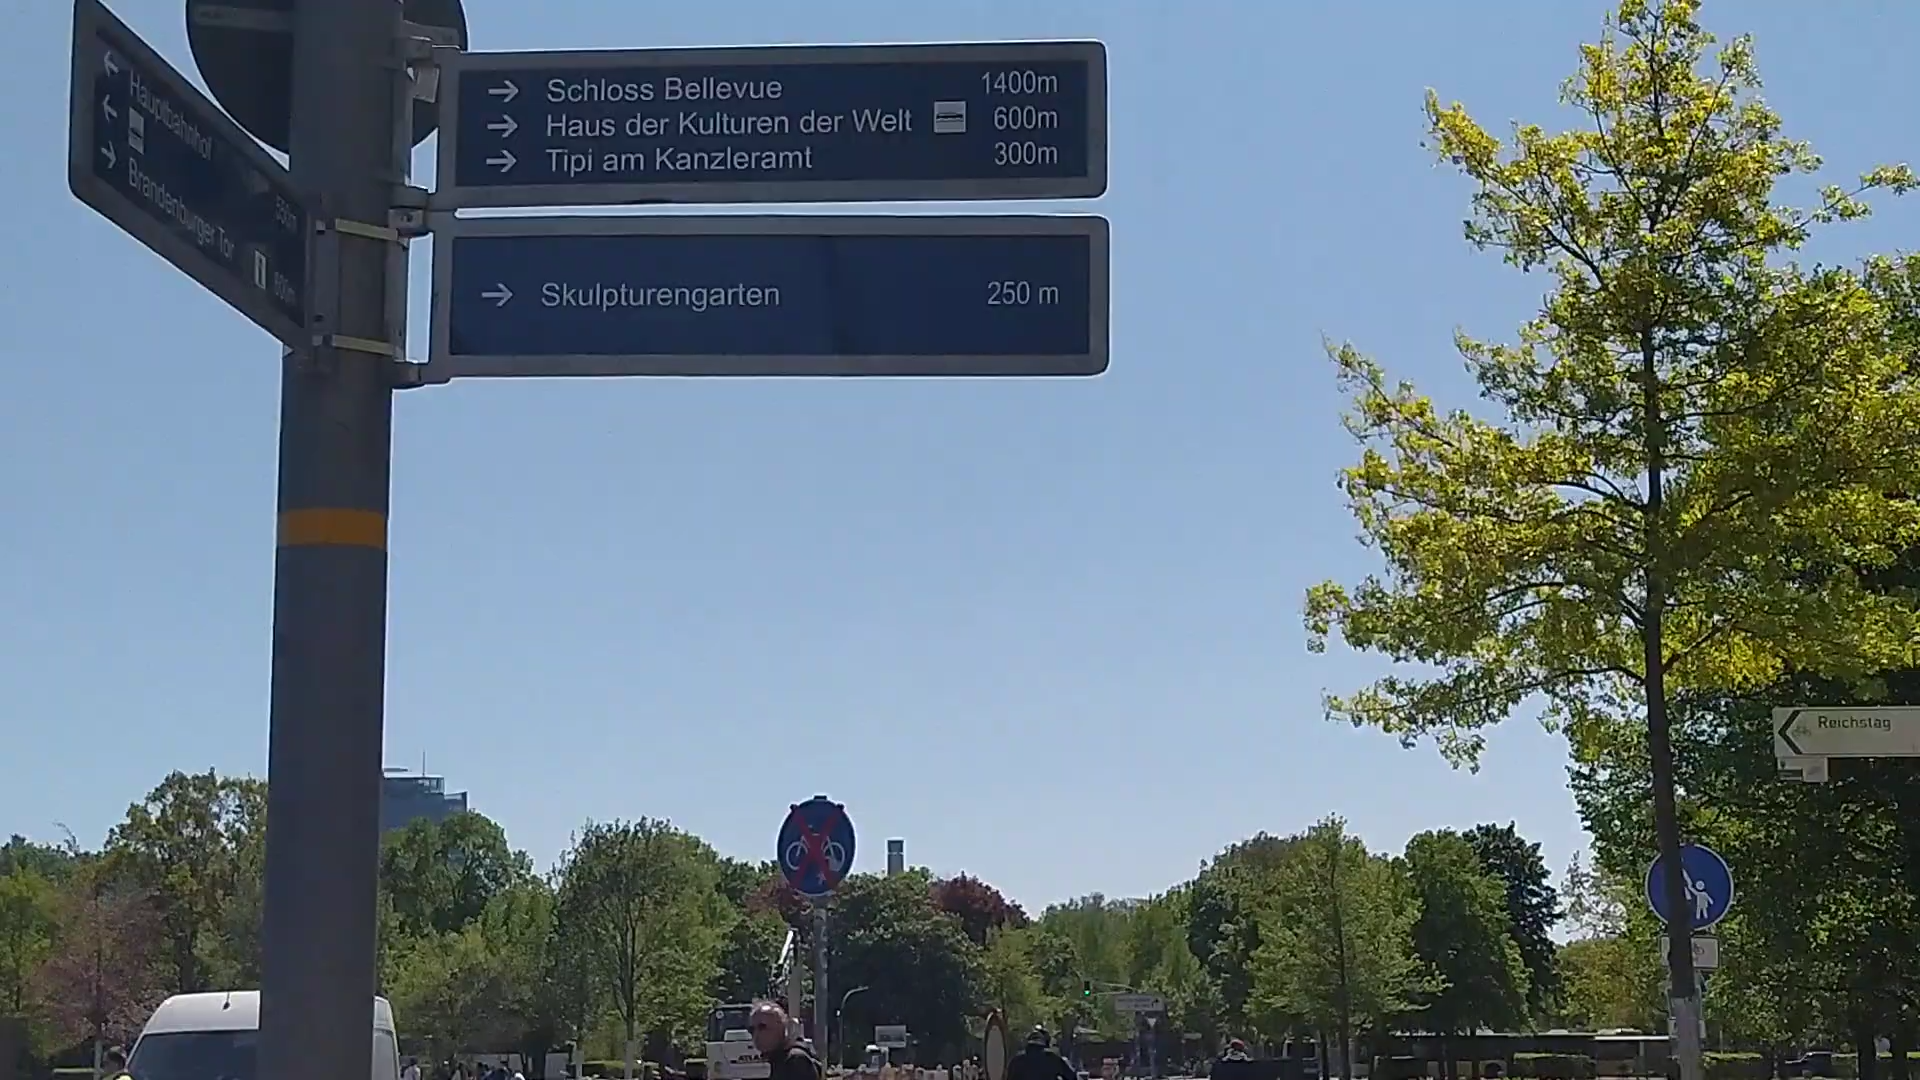 Hauptbahnhof
Brandenburger Tor
Schloss Bellevue 1400m
Haus der Kulturen der Welt 600m
Tipi am Kanzleramt 300m
Skulpturengarten 250 m
Reichstag